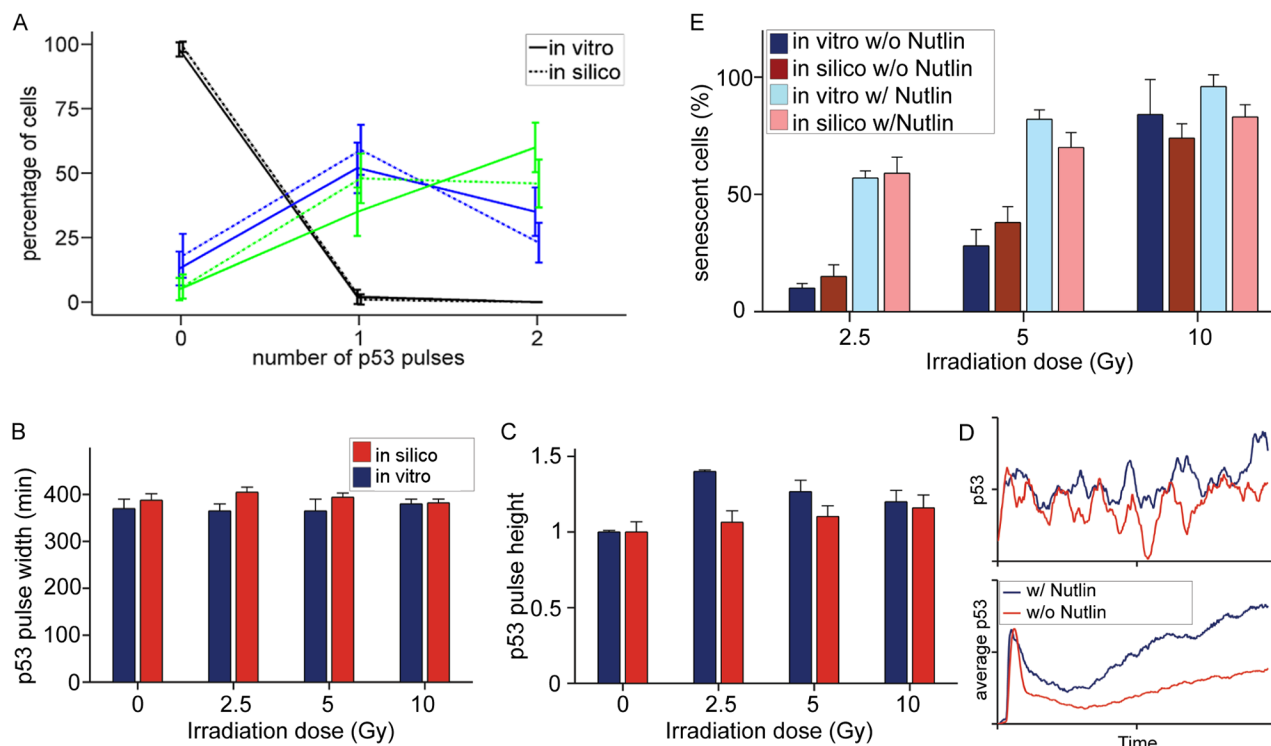 A
in vitro
in silico
100
75
50
25
0
percentage of cells
0 1 2
number of p53 pulses
E
in vitro w/o Nutlin
in silico w/o Nutlin
in vitro w/ Nutlin
in silico w/Nutlin
100
50
0
senescent cells (%)
2.5 5 10
Irradiation dose (Gy)
B
in silico
in vitro
400
300
200
100
0
p53 pulse width (min)
0 2.5 5 10
Irradiation dose (Gy)
C
1.5
1
0.5
0
p53 pulse height
0 2.5 5 10
Irradiation dose (Gy)
D
p53
w/ Nutlin
w/o Nutlin
average p53
Time